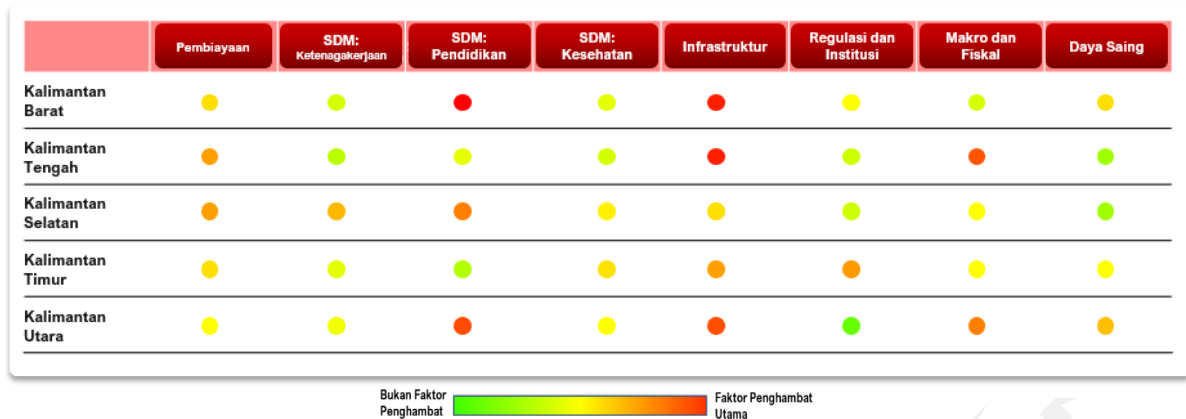 Pembiayaan
SDM:
Ketenagakerjaan
SDM:
Pendidikan
SDM:
Kesehatan
Infrastruktur
Regulasi dan
Institusi
Makro dan
Fiskal
Daya Saing
Kalimantan
Barat
Kalimantan
Tengah
Kalimantan
Selatan
Kalimantan
Timur
Kalimantan
Utara
Bukan Faktor
Penghambat
Faktor Penghambat
Utama